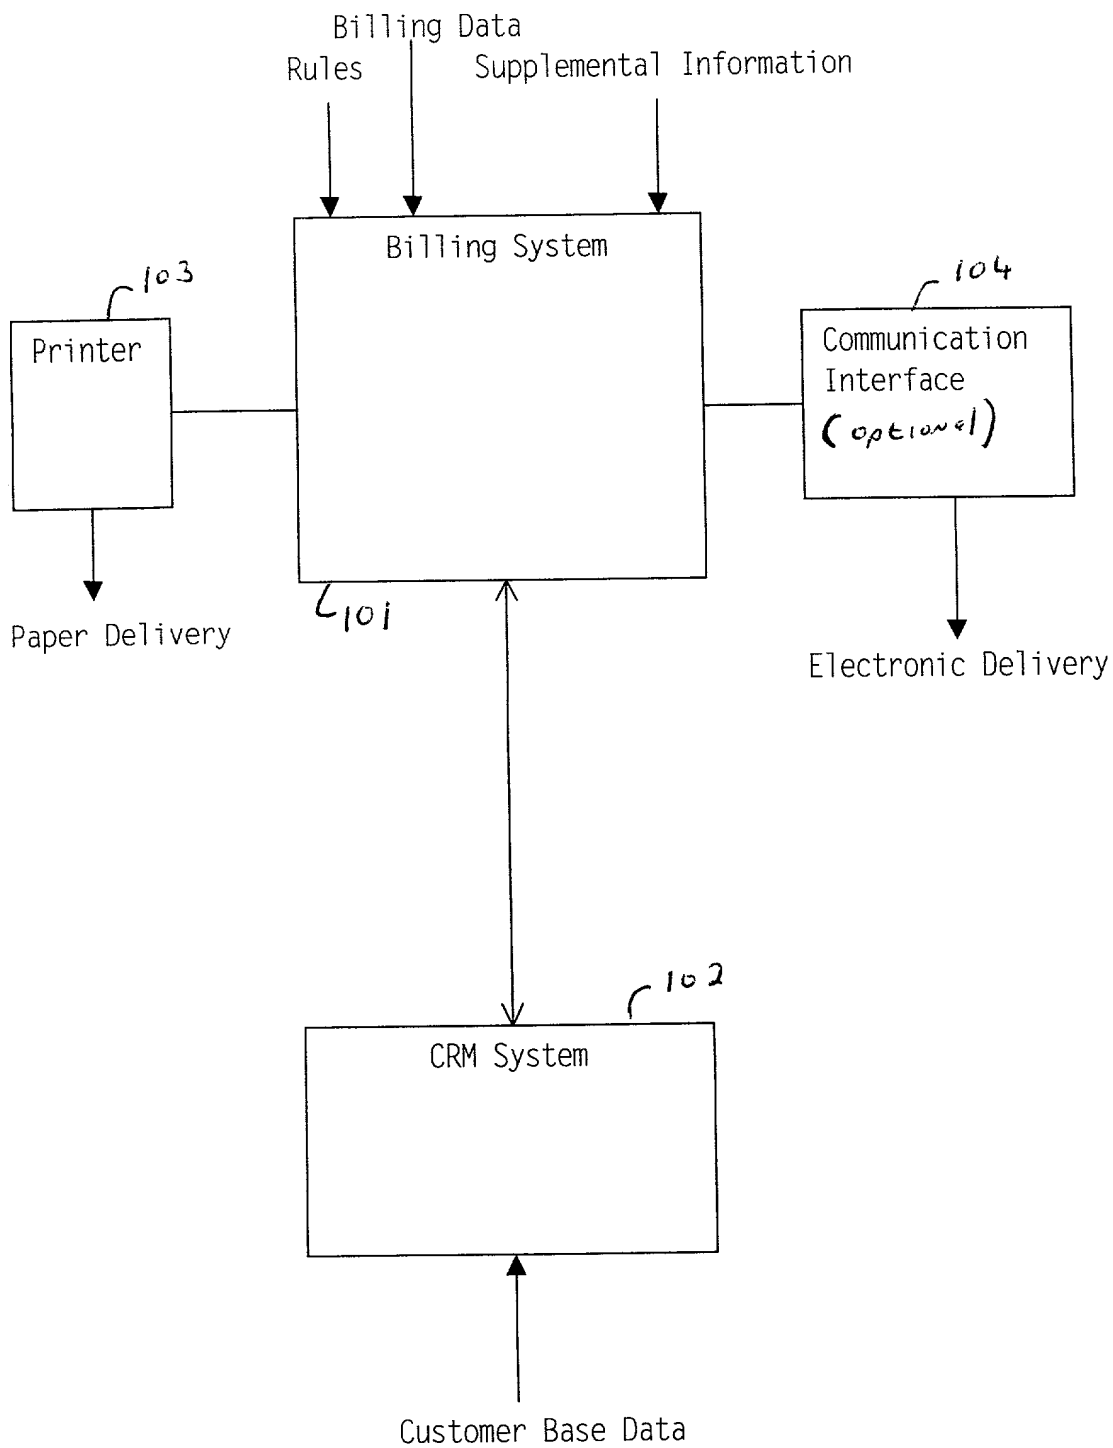 Billing Data
Rules
Supplemental Information
Billing System
103
104
Printer
Communication
Interface
(optional)
101
Paper Delivery
Electronic Delivery
102
CRM System
Customer Base Data